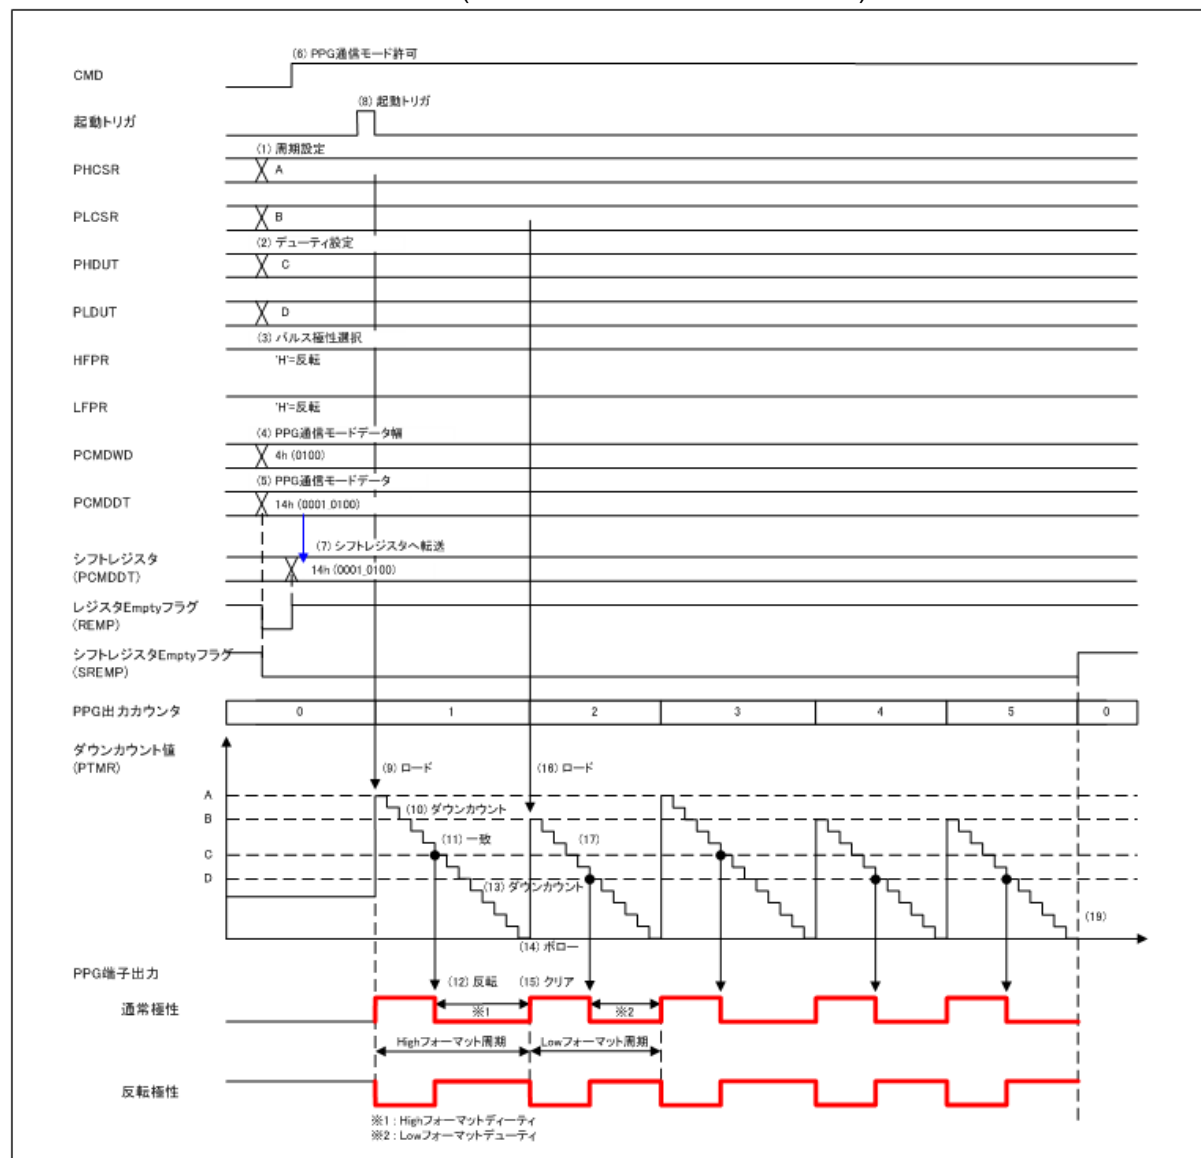 (6) PPG通信モード許可
CMD
(8) 起動トリガ
起動トリガ
(1) 周期設定
PHCSR A
PLCSR B
(2) デューティ設定
PHDUT C
PLDUT D
(3) パルス極性選択
HFPR 'H'=反転
LFPR 'H'=反転
(4) PPG通信モードデータ幅
PCMDWD 4h (0100)
(5) PPG通信モードデータ
PCMDDT 14h (0001_0100)
(7) シフトレジスタへ転送
シフトレジスタ
(PCMDDT)
14h (0001_0100)
レジスタEmptyフラグ
(REMP)
シフトレジスタEmptyフラグ
(SREMP)
PPG出力カウンタ 0 1 2 3 4 5 0
ダウンカウント値
(PTMR)
(9) ロード (16) ロード
A
(10) ダウンカウント
B
(11) 一致 (17)
C
D
(13) ダウンカウント
(19)
(14) ボロー
PPG端子出力
(12) 反転 (15) クリア
通常極性
※1 ※2
Highフォーマット周期 Lowフォーマット周期
反転極性
※1 : Highフォーマットディーティ
※2 : Lowフォーマットデューティ